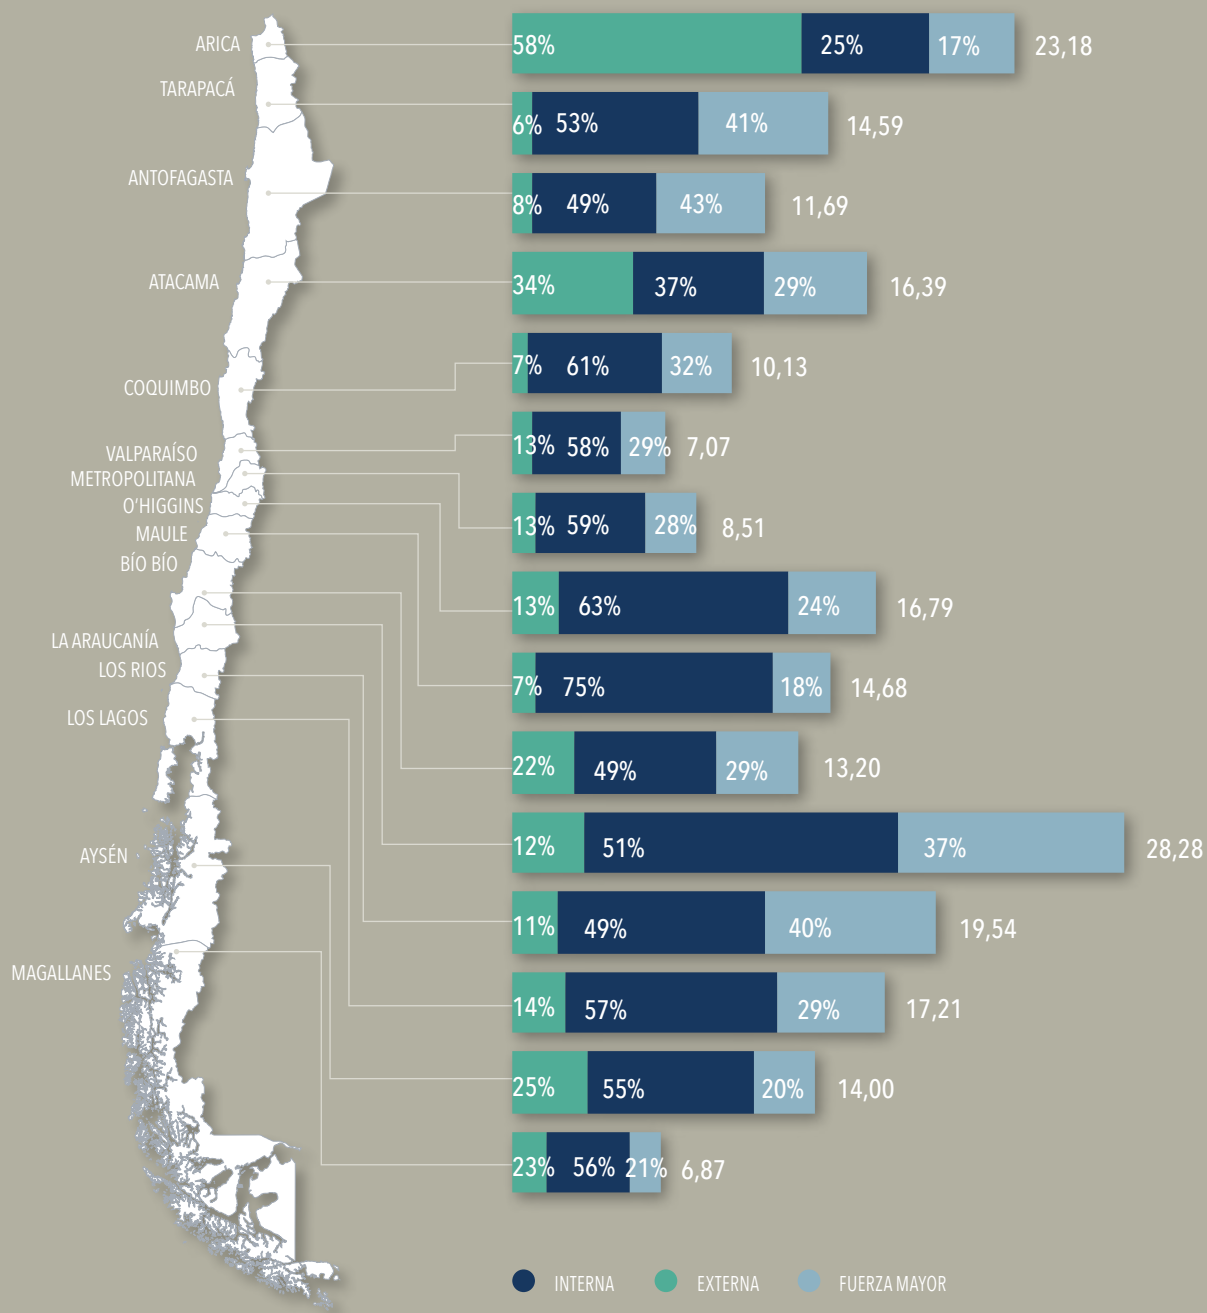 ARICA
58% 25% 17% 23,18
TARAPACÁ
6% 53% 41% 14,59
ANTOFAGASTA
8% 49% 43% 11,69
ATACAMA
34% 37% 29% 16,39
COQUIMBO
7% 61% 32% 10,13
VALPARAÍSO
13% 58% 29% 7,07
METROPOLITANA
13% 59% 28% 8,51
O'HIGGINS
13% 63% 24% 16,79
MAULE
7% 75% 18% 14,68
BÍO BÍO
22% 49% 29% 13,20
LA ARAUCANÍA
12% 51% 37% 28,28
LOS RIOS
11% 49% 40% 19,54
LOS LAGOS
14% 57% 29% 17,21
AYSÉN
25% 55% 20% 14,00
MAGALLANES
23% 56% 21% 6,87
INTERNA EXTERNA FUERZA MAYOR